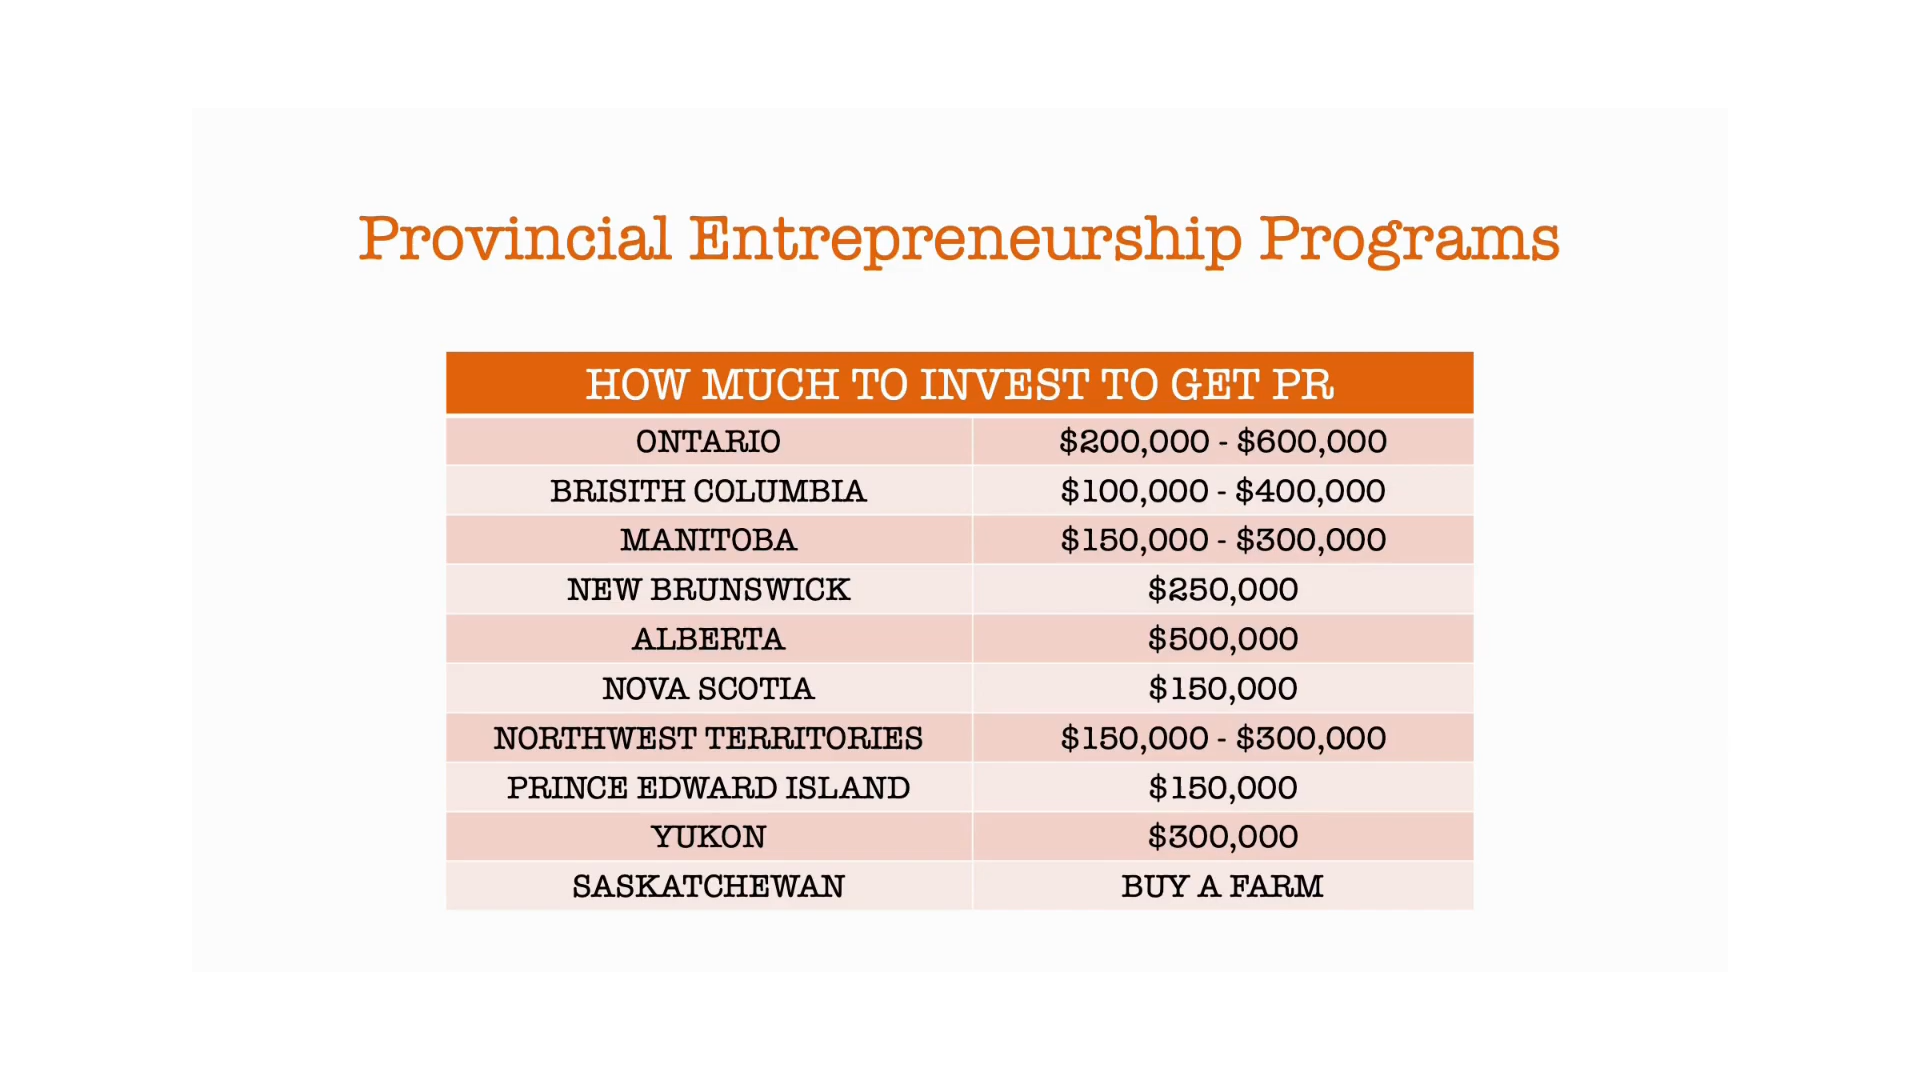 Provincial Entrepreneurship Programs
HOW MUCH TO INVEST TO GET PR
ONTARIO $200,000 - $600,000
BRISITH COLUMBIA $100,000 - $400,000
MANITOBA $150,000 - $300,000
NEW BRUNSWICK $250,000
ALBERTA $500,000
NOVA SCOTIA $150,000
NORTHWEST TERRITORIES $150,000 - $300,000
PRINCE EDWARD ISLAND $150,000
YUKON $300,000
SASKATCHEWAN BUY A FARM